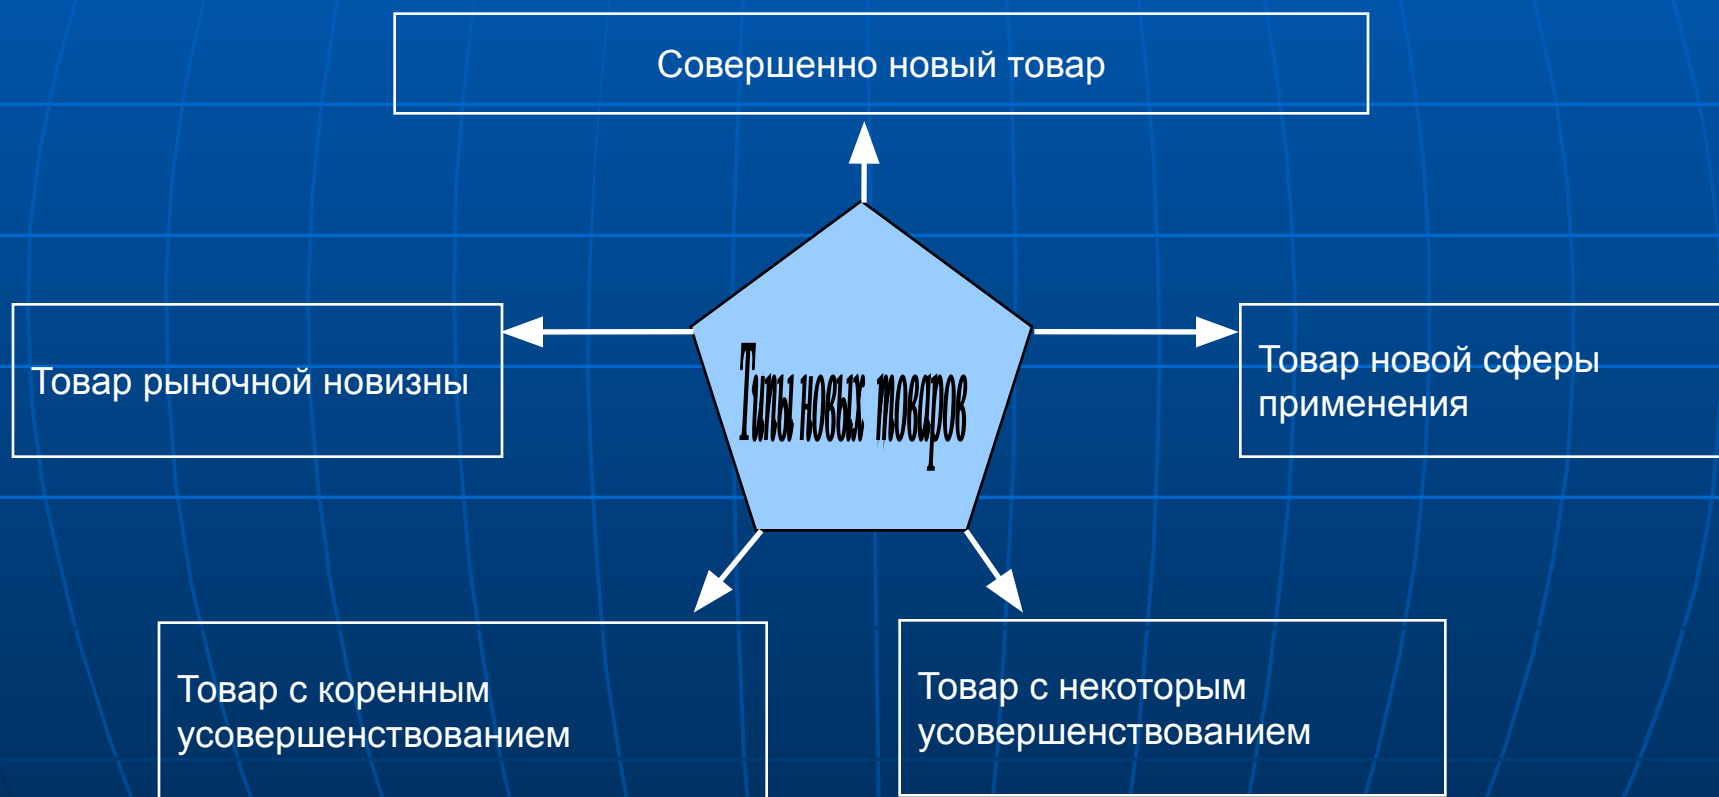 Совершенно новый товар
Товар рыночной новизны
Типы новых товаров
Товар новой сферы
применения
Товар с коренным
усовершенствованием
Товар с некоторым
усовершенствованием